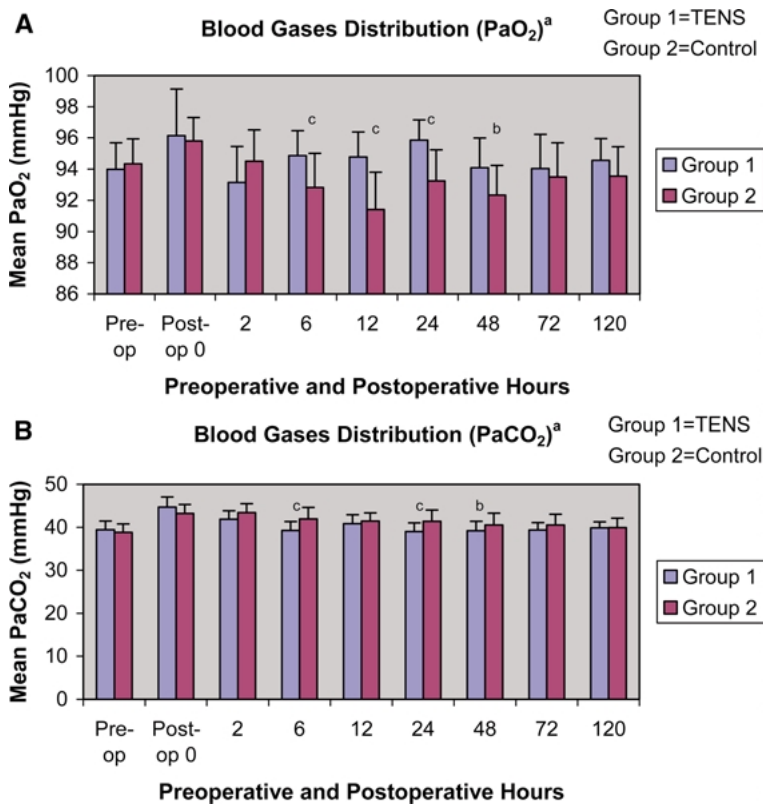 A
Blood Gases Distribution (PaO₂)ᵃ
Group 1=TENS
Group 2=Control
Mean PaO₂ (mmHg)
100
98
96
94
92
90
88
86
c
c
c
b
Group 1
Group 2
Pre-op
Post-op 0
2
6
12
24
48
72
120
Preoperative and Postoperative Hours
B
Blood Gases Distribution (PaCO₂)ᵃ
Group 1=TENS
Group 2=Control
Mean PaCO₂ (mmHg)
50
40
30
20
10
0
c
c
b
Group 1
Group 2
Pre-op
Post-op 0
2
6
12
24
48
72
120
Preoperative and Postoperative Hours